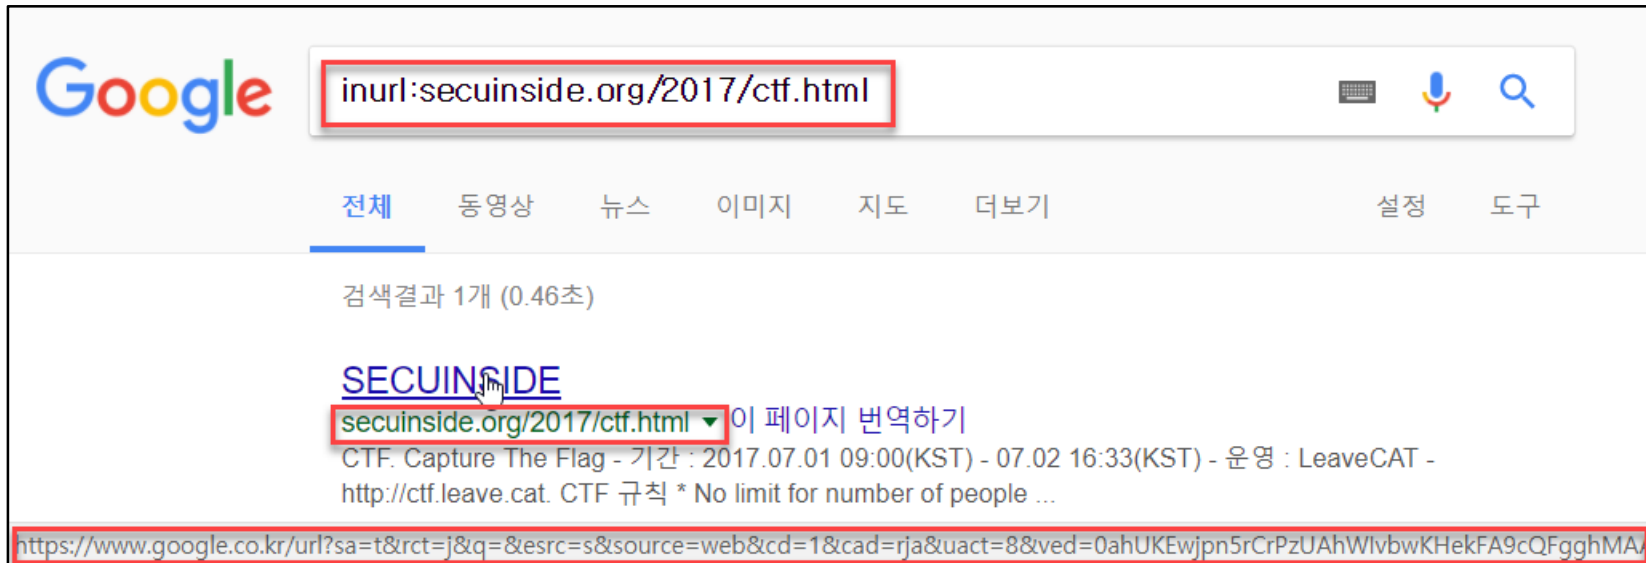 Google
inurl:secuinside.org/2017/ctf.html
전체 동영상 뉴스 이미지 지도 더보기 설정 도구
검색결과 1개 (0.46초)
SECUINSIDE
secuinside.org/2017/ctf.html ▼ 이 페이지 번역하기
CTF. Capture The Flag - 기간 : 2017.07.01 09:00(KST) - 07.02 16:33(KST) - 운영 : LeaveCAT -
http://ctf.leave.cat. CTF 규칙 * No limit for number of people ...
https://www.google.co.kr/url?sa=t&rct=j&q=&esrc=s&source=web&cd=1&cad=rja&uact=8&ved=0ahUKEwjpn5rCrPzUAhWIvbwKHekFA9cQFgghMAA